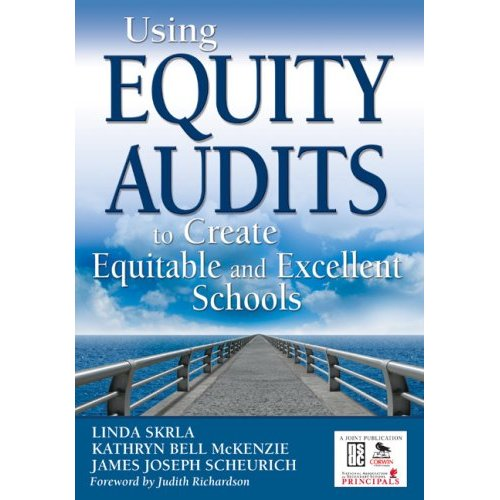 Using
EQUITY
AUDITS
to Create
Equitable and Excellent
Schools
LINDA SKRLA
KATHRYN BELL McKENZIE
JAMES JOSEPH SCHEURICH
Foreword by Judith Richardson
A JOINT PUBLICATION
nsdc
CORWIN
PRINCIPALS